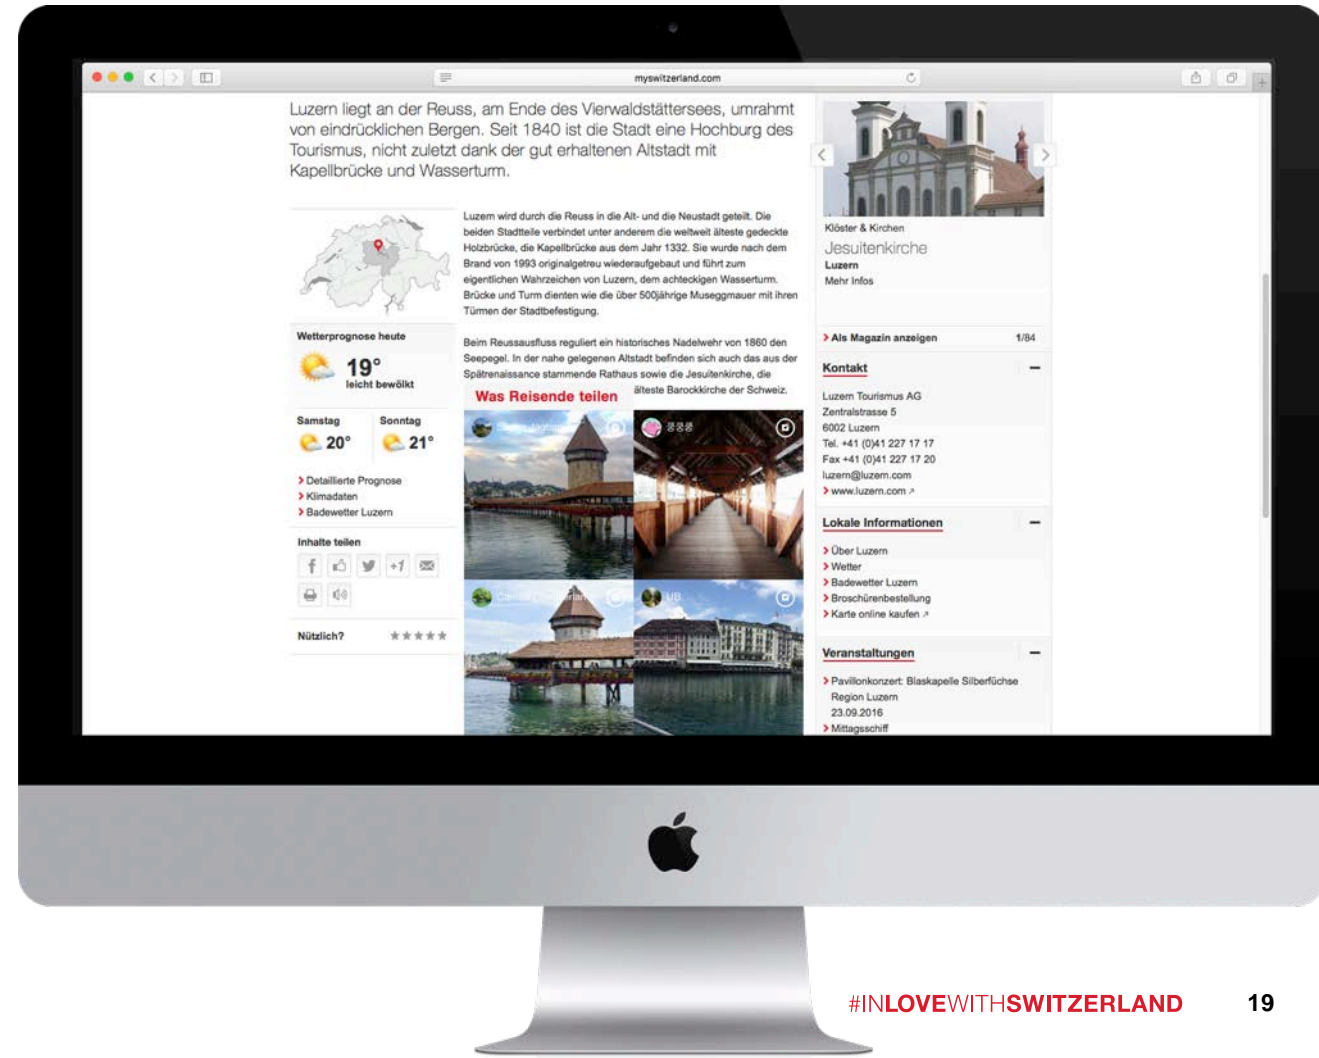 myswitzerland.com
Luzern liegt an der Reuss, am Ende des Vierwaldstättersees, umrahmt
von eindrücklichen Bergen. Seit 1840 ist die Stadt eine Hochburg des
Tourismus, nicht zuletzt dank der gut erhaltenen Altstadt mit
Kapellbrücke und Wasserturm.
Wetterprognose heute
19°
leicht bewölkt
Samstag Sonntag
20° 21°
Detaillierte Prognose
Klimadaten
Badewetter Luzern
Inhalte teilen
+1
Nützlich?
Luzern wird durch die Reuss in die Alt- und die Neustadt geteilt. Die
beiden Stadtteile verbindet unter anderem die weltweit älteste gedeckte
Holzbrücke, die Kapellbrücke aus dem Jahr 1332. Sie wurde nach dem
Brand von 1993 originalgetreu wiederaufgebaut und führt zum
eigentlichen Wahrzeichen von Luzern, dem achteckigen Wasserturm.
Brücke und Turm dienten wie die über 500jährige Museggmauer mit ihren
Türmen der Stadtbefestigung.
Beim Reussausfluss reguliert ein historisches Nadelwehr von 1860 den
Seepegel. In der nahe gelegenen Altstadt befinden sich auch das aus der
Spätrenaissance stammende Rathaus sowie die Jesuitenkirche, die
älteste Barockkirche der Schweiz.
Was Reisende teilen
쿵쿵쿵
UB
Klöster & Kirchen
Jesuitenkirche
Luzern
Mehr Infos
Als Magazin anzeigen 1/84
Kontakt
Luzern Tourismus AG
Zentralstrasse 5
6002 Luzern
Tel. +41 (0)41 227 17 17
Fax +41 (0)41 227 17 20
luzern@luzern.com
www.luzern.com
Lokale Informationen
Über Luzern
Wetter
Badewetter Luzern
Broschürenbestellung
Karte online kaufen
Veranstaltungen
Pavillonkonzert: Blaskapelle Silberfüchse
Region Luzern
23.09.2016
Mittagsschiff
#INLOVEWITHSWITZERLAND 19